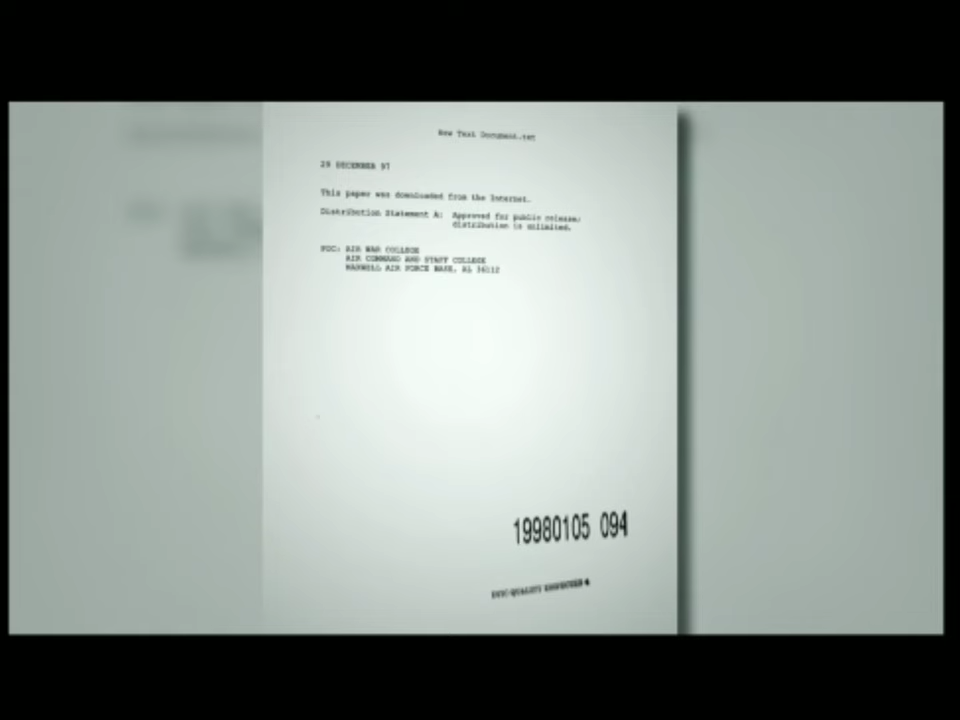 New Text Document.txt
29 DECEMBER 97
This paper was downloaded from the Internet.
Distribution Statement A: Approved for public release;
distribution is unlimited.
POC: AIR WAR COLLEGE
AIR COMMAND AND STAFF COLLEGE
MAXWELL AIR FORCE BASE, AL 36112
19980105 094
DTIC QUALITY INSPECTED